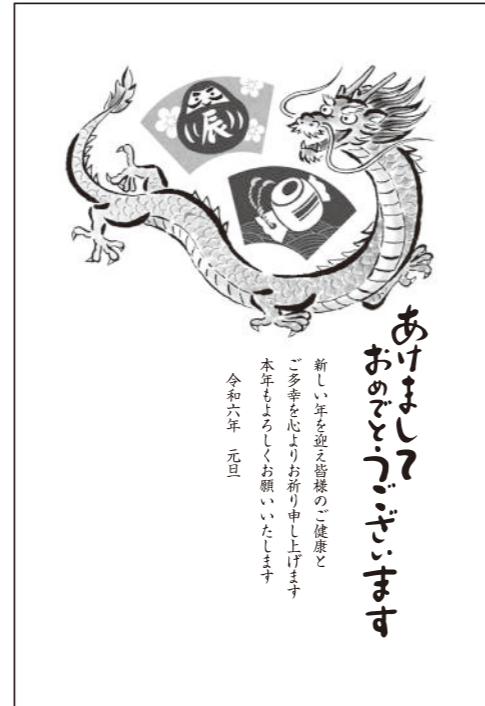 あけまして
おめでとうございます
新しい年を迎え皆様のご健康と
ご多幸を心よりお祈り申し上げます
本年もよろしくお願いいたします
令和六年　元旦
辰